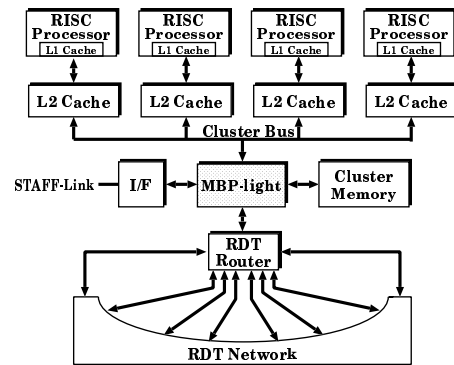 RISC RISC RISC RISC
Processor Processor Processor Processor
L1 Cache L1 Cache L1 Cache L1 Cache
L2 Cache L2 Cache L2 Cache L2 Cache
Cluster Bus
STAFF-Link I/F MBP-light Cluster
Memory
RDT
Router
RDT Network